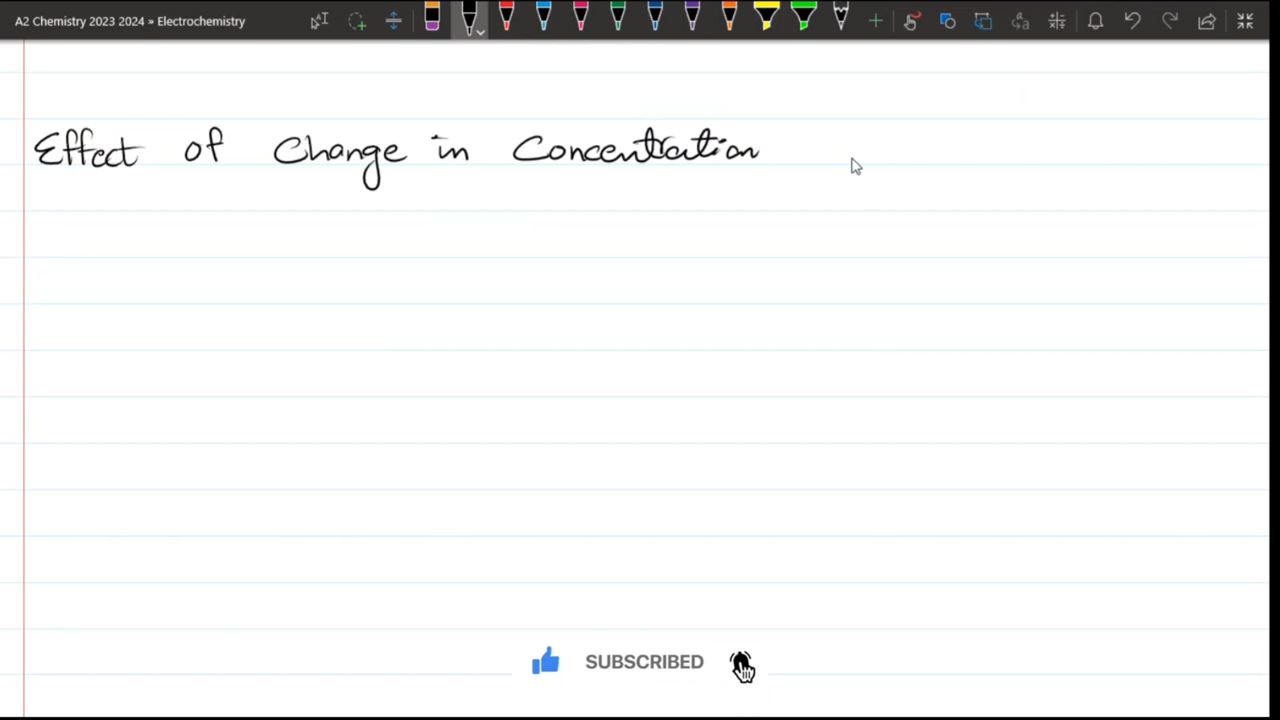 A2 Chemistry 2023 2024 » Electrochemistry
Effect of Change in Concentration
SUBSCRIBED